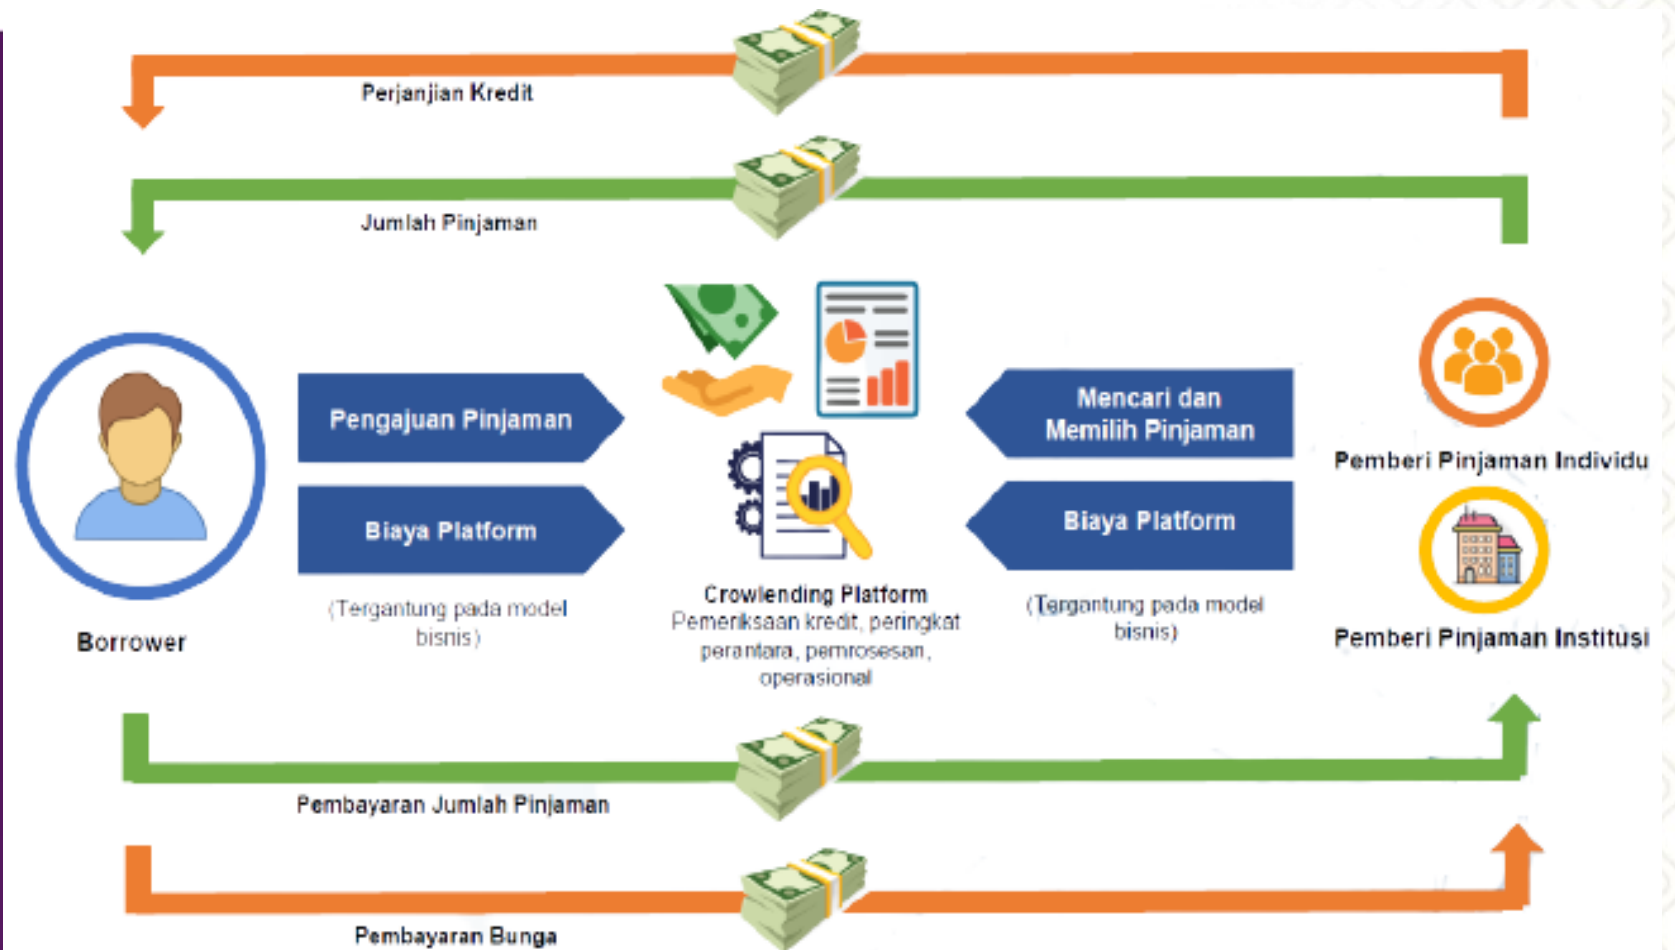 Perjanjian Kredit
Jumlah Pinjaman
Pengajuan Pinjaman
Biaya Platform
(Tergantung pada model
bisnis)
Borrower
Crowlending Platform
Pemeriksaan kredit, peringkat
perantara, pemrosesan,
operasional
Mencari dan
Memilih Pinjaman
Biaya Platform
(Tergantung pada model
bisnis)
Pemberi Pinjaman Individu
Pemberi Pinjaman Institusi
Pembayaran Jumlah Pinjaman
Pembayaran Bunga